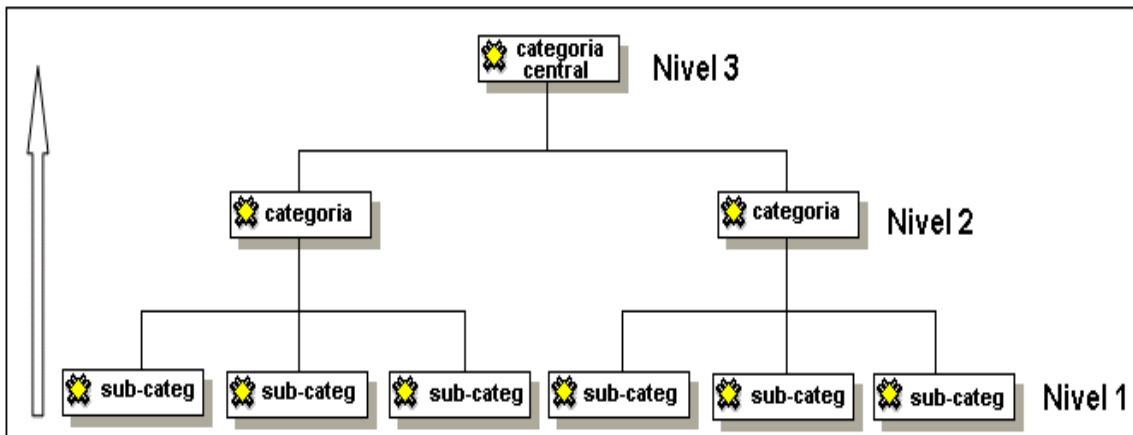 categoria
central
Nivel 3
categoria
categoria
Nivel 2
sub-categ
sub-categ
sub-categ
sub-categ
sub-categ
sub-categ
Nivel 1